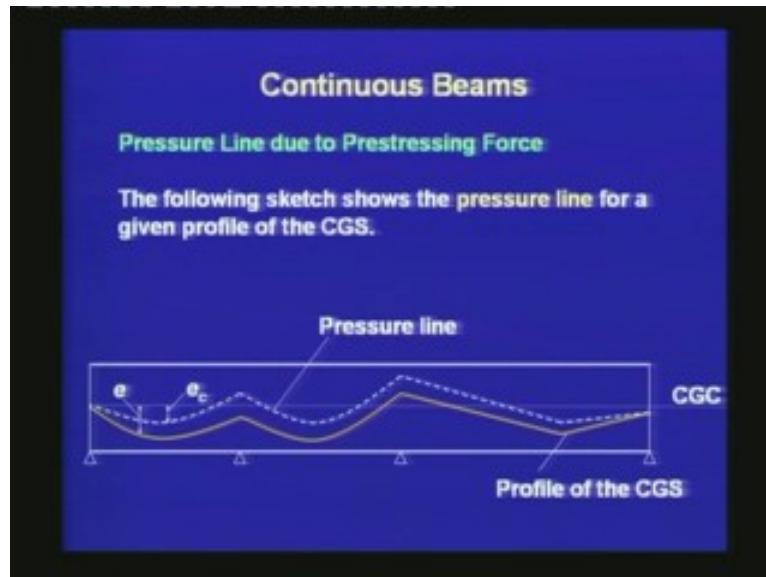 Continuous Beams
Pressure Line due to Prestressing Force
The following sketch shows the pressure line for a
given profile of the CGS.
Pressure line
e
e_c
CGC
Profile of the CGS